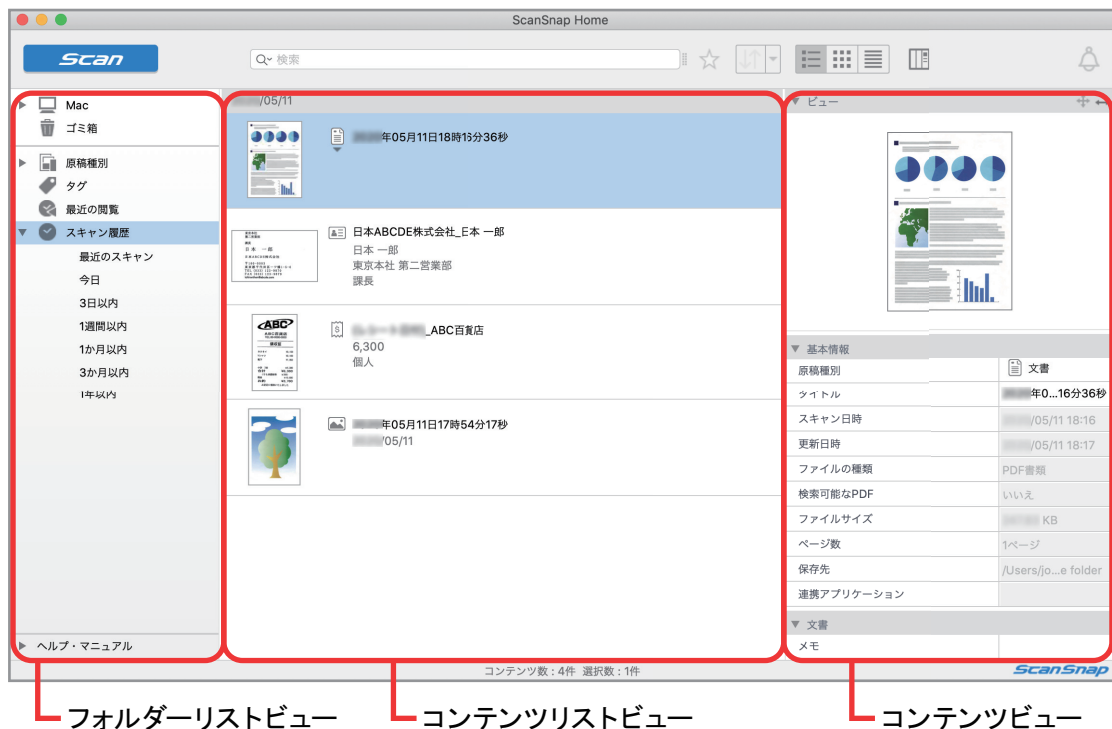 ScanSnap Home
Scan
検索
Mac
ゴミ箱
原稿種別
タグ
最近の閲覧
スキャン履歴
最近のスキャン
今日
3日以内
1週間以内
1か月以内
3か月以内
1年以内
ヘルプ・マニュアル
/05/11
年05月11日18時16分36秒
日本ABCDE株式会社_日本 一郎
日本 一郎
東京本社 第二営業部
課長
ABC
_ABC百貨店
6,300
個人
年05月11日17時54分17秒
/05/11
ビュー
基本情報
原稿種別 文書
タイトル 年0...16分36秒
スキャン日時 /05/11 18:16
更新日時 /05/11 18:17
ファイルの種類 PDF書類
検索可能なPDF いいえ
ファイルサイズ KB
ページ数 1ページ
保存先 /Users/jo...e folder
連携アプリケーション
文書
メモ
コンテンツ数：4件 選択数：1件
ScanSnap
フォルダーリストビュー
コンテンツリストビュー
コンテンツビュー